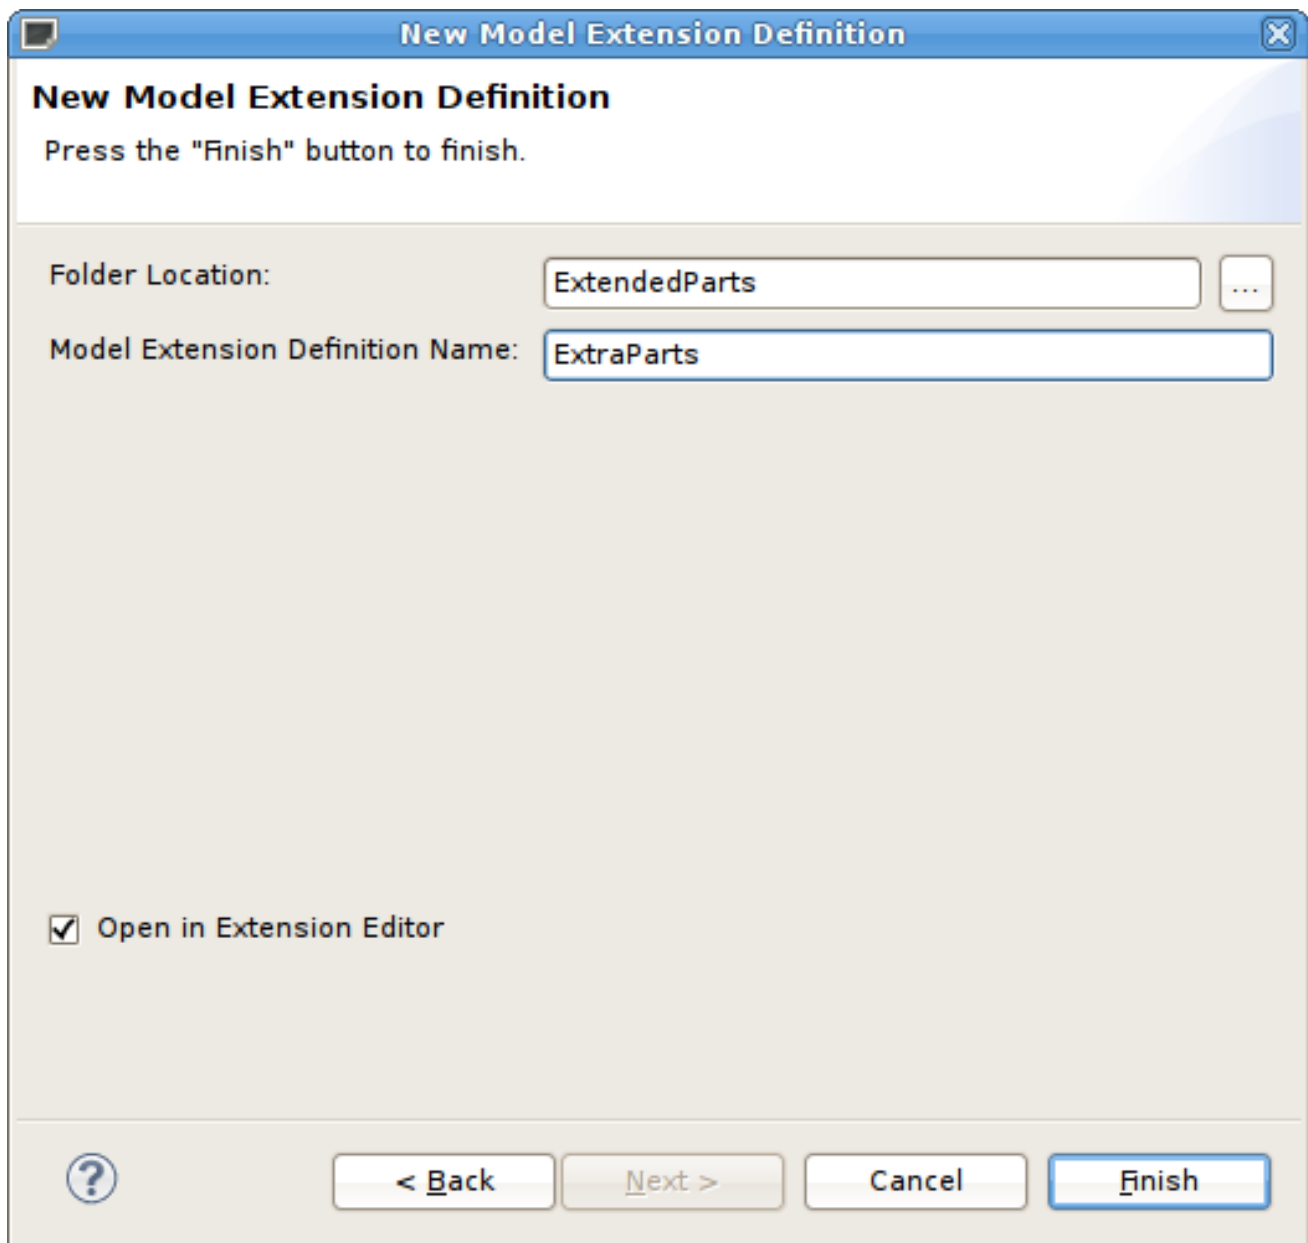 New Model Extension Definition
New Model Extension Definition
Press the "Finish" button to finish.
Folder Location: ExtendedParts ...
Model Extension Definition Name: ExtraParts
Open in Extension Editor
? < Back Next > Cancel Finish